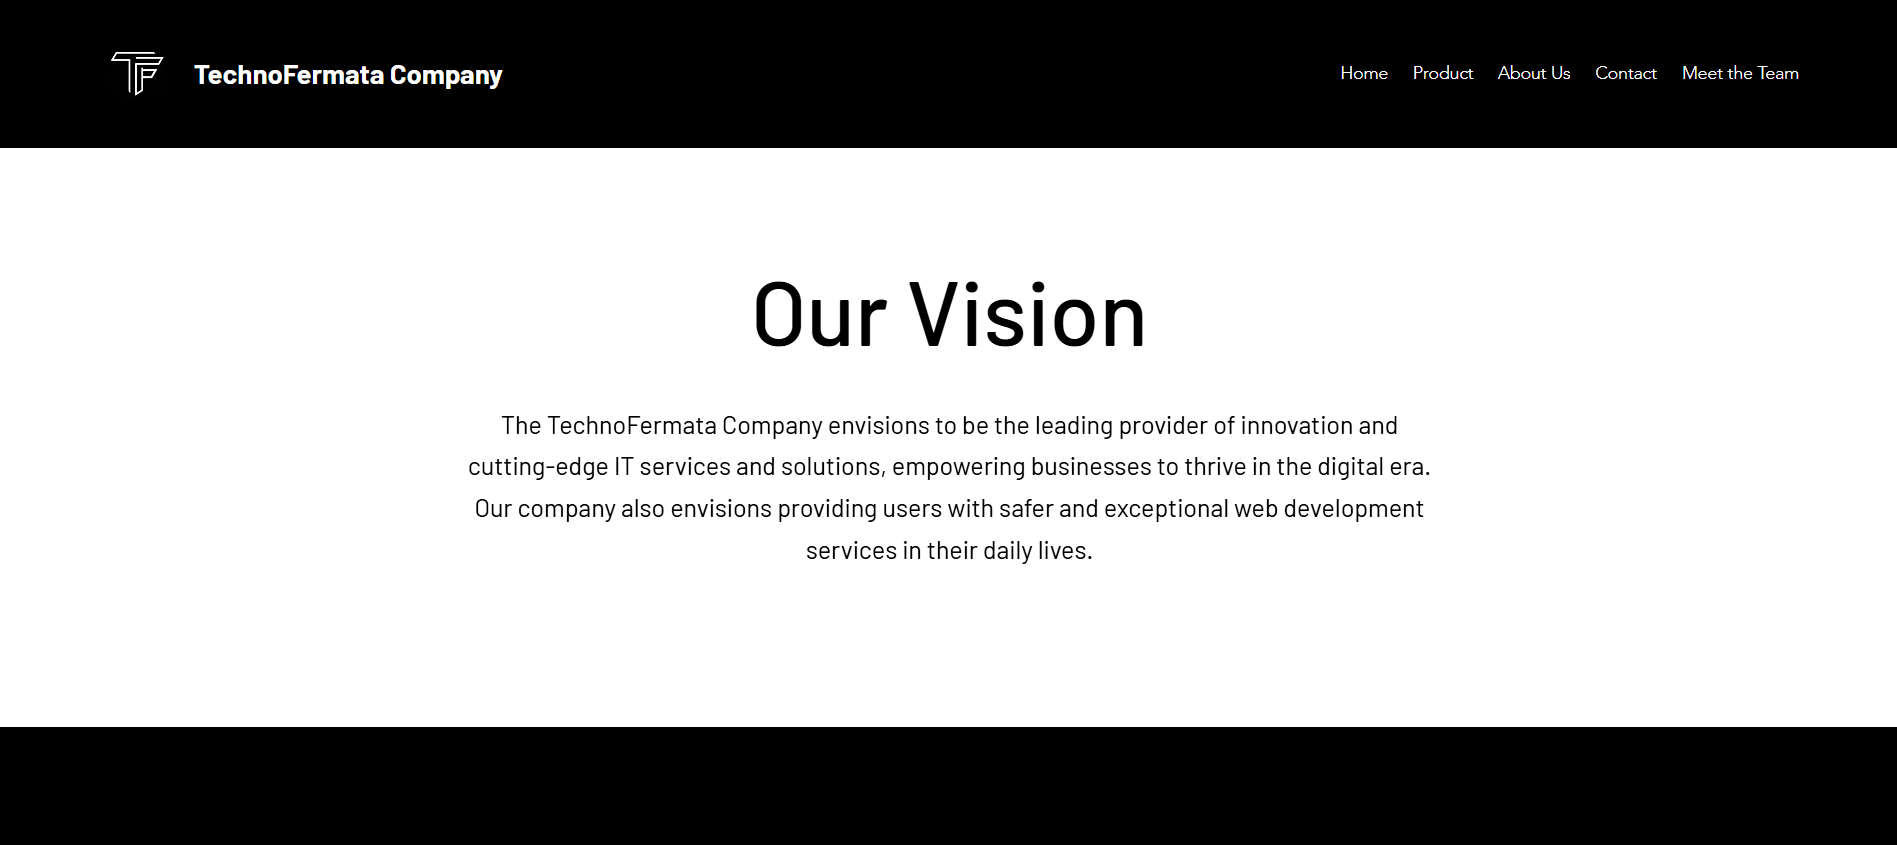 TF
TechnoFermata Company
Home Product About Us Contact Meet the Team
Our Vision
The TechnoFermata Company envisions to be the leading provider of innovation and
cutting-edge IT services and solutions, empowering businesses to thrive in the digital era.
Our company also envisions providing users with safer and exceptional web development
services in their daily lives.